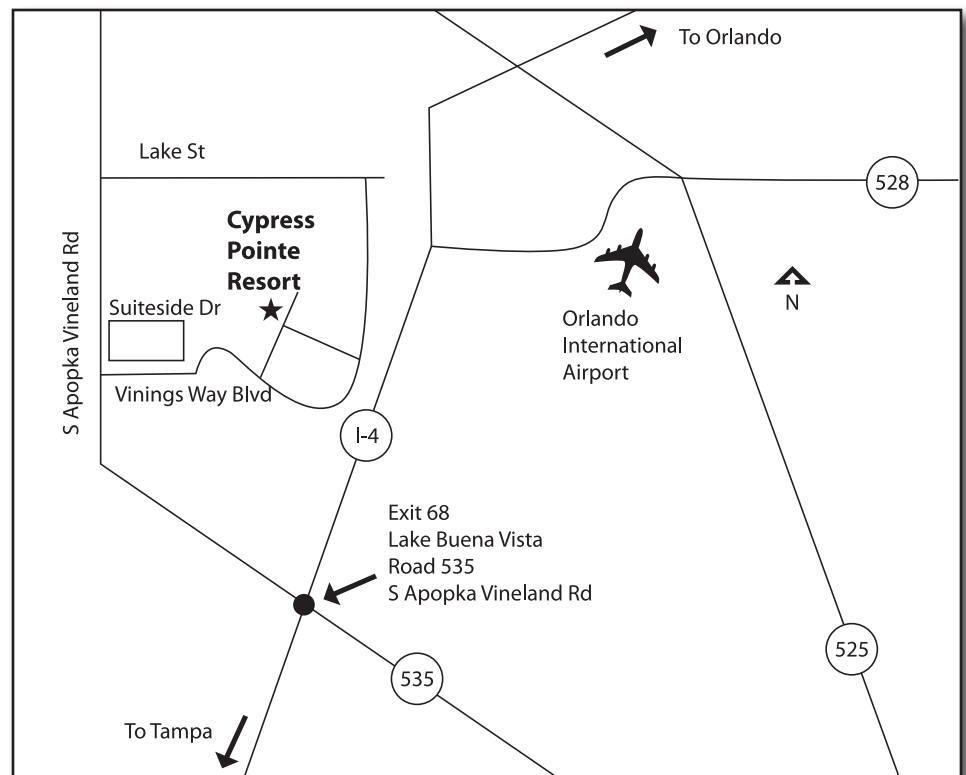 To Orlando
Lake St
528
Cypress
Pointe
Resort
S Apopka Vineland Rd
N
Suiteside Dr
Orlando
International
Airport
Vinings Way Blvd
I-4
Exit 68
Lake Buena Vista
Road 535
S Apopka Vineland Rd
525
535
To Tampa